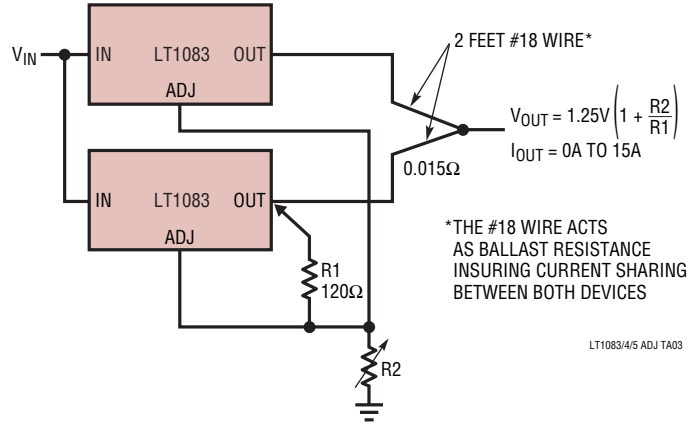 V_IN
IN LT1083 OUT
ADJ
2 FEET #18 WIRE*
V_OUT = 1.25V (1 + R2/R1)
I_OUT = 0A TO 15A
0.015Ω
IN LT1083 OUT
ADJ
R1
120Ω
*THE #18 WIRE ACTS
AS BALLAST RESISTANCE
INSURING CURRENT SHARING
BETWEEN BOTH DEVICES
LT1083/4/5 ADJ TA03
R2